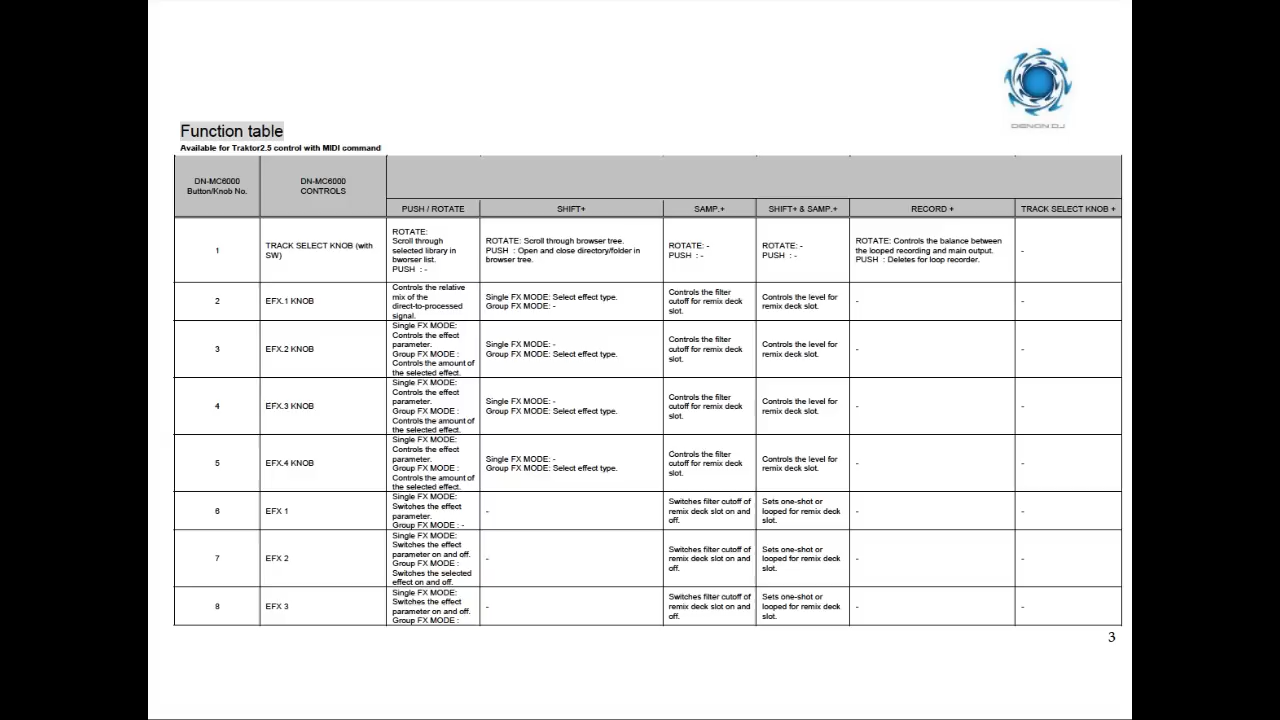 DENON DJ
Function table
Available for Traktor2.5 control with MIDI command
DN-MC6000
Button/Knob No.
DN-MC6000
CONTROLS
PUSH / ROTATE
SHIFT+
SAMP.+
SHIFT+ & SAMP.+
RECORD +
TRACK SELECT KNOB +
1
TRACK SELECT KNOB (with
SW)
ROTATE:
Scroll through
selected library in
bworser list.
PUSH : -
ROTATE: Scroll through browser tree.
PUSH : Open and close directory/folder in
browser tree.
ROTATE: -
PUSH : -
ROTATE: -
PUSH : -
ROTATE: Controls the balance between
the looped recording and main output.
PUSH : Deletes for loop recorder.
-
2
EFX.1 KNOB
Controls the relative
mix of the
direct-to-processed
signal.
Single FX MODE: Select effect type.
Group FX MODE: -
Controls the filter
cutoff for remix deck
slot.
Controls the level for
remix deck slot.
-
-
3
EFX.2 KNOB
Single FX MODE:
Controls the effect
parameter.
Group FX MODE :
Controls the amount of
the selected effect.
Single FX MODE: -
Group FX MODE: Select effect type.
Controls the filter
cutoff for remix deck
slot.
Controls the level for
remix deck slot.
-
-
4
EFX.3 KNOB
Single FX MODE:
Controls the effect
parameter.
Group FX MODE :
Controls the amount of
the selected effect.
Single FX MODE: -
Group FX MODE: Select effect type.
Controls the filter
cutoff for remix deck
slot.
Controls the level for
remix deck slot.
-
-
5
EFX.4 KNOB
Single FX MODE:
Controls the effect
parameter.
Group FX MODE :
Controls the amount of
the selected effect.
Single FX MODE: -
Group FX MODE: Select effect type.
Controls the filter
cutoff for remix deck
slot.
Controls the level for
remix deck slot.
-
-
6
EFX 1
Single FX MODE:
Switches the effect
parameter.
Group FX MODE : -
-
Switches filter cutoff of
remix deck slot on and
off.
Sets one-shot or
looped for remix deck
slot.
-
-
7
EFX 2
Single FX MODE:
Switches the effect
parameter on and off.
Group FX MODE :
Switches the selected
effect on and off.
-
Switches filter cutoff of
remix deck slot on and
off.
Sets one-shot or
looped for remix deck
slot.
-
-
8
EFX 3
Single FX MODE:
Switches the effect
parameter on and off.
Group FX MODE :
-
Switches filter cutoff of
remix deck slot on and
off.
Sets one-shot or
looped for remix deck
slot.
-
-
3